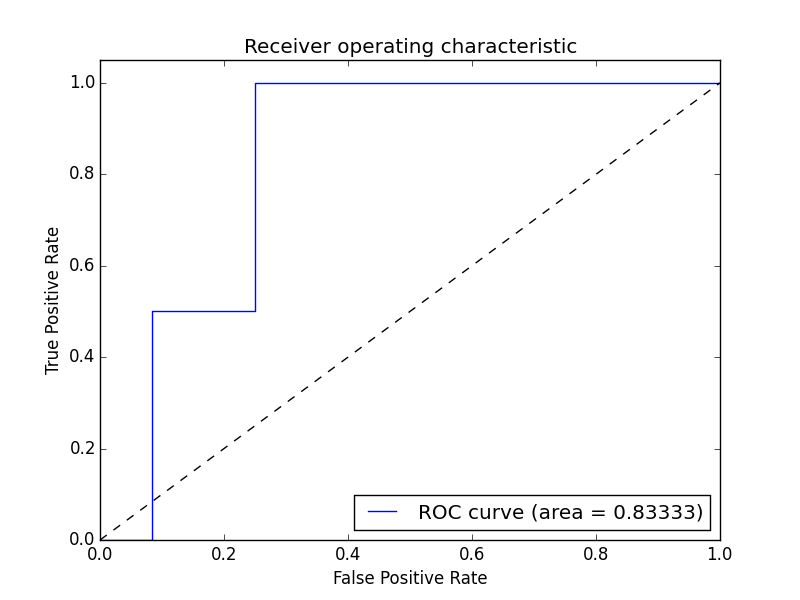 Receiver operating characteristic
1.0
0.8
0.6
0.4
0.2
0.0
True Positive Rate
ROC curve (area = 0.83333)
0.0 0.2 0.4 0.6 0.8 1.0
False Positive Rate